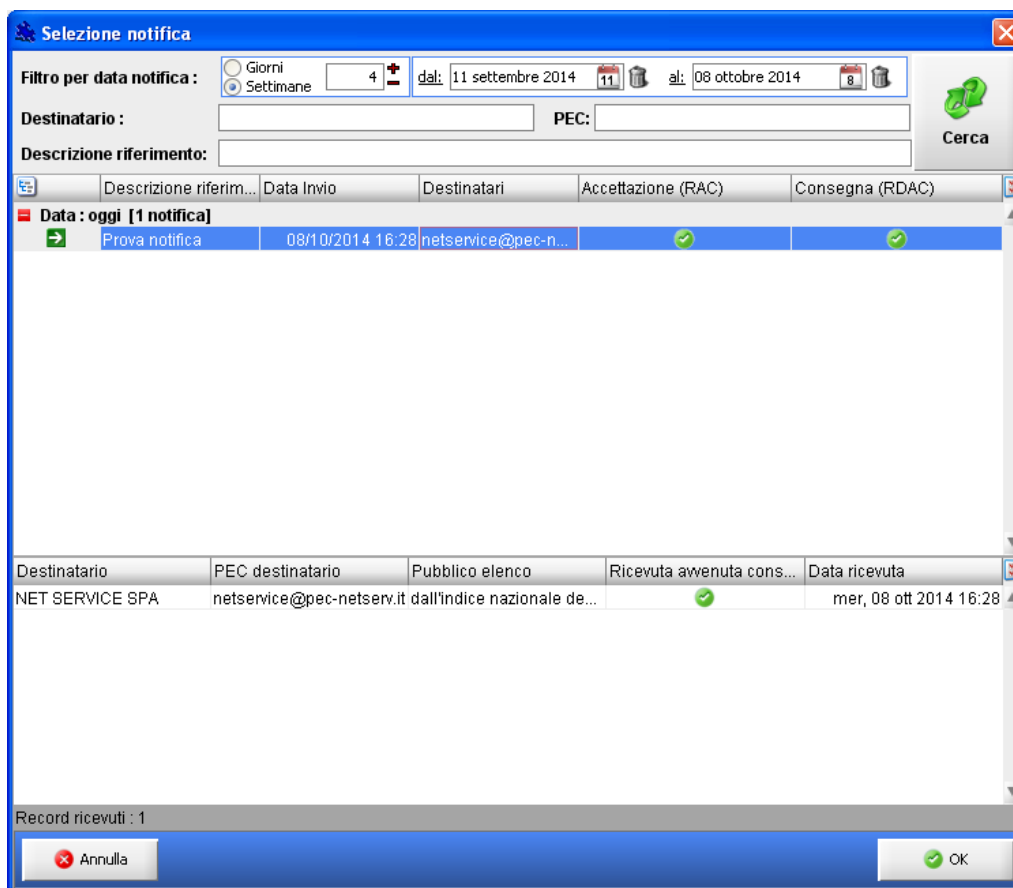 Selezione notifica
Filtro per data notifica :
Giorni
Settimane
4
dal: 11 settembre 2014 11 al: 08 ottobre 2014 8
Destinatario : PEC:
Descrizione riferimento:
Cerca
Descrizione riferim... Data Invio Destinatari Accettazione (RAC) Consegna (RDAC)
Data : oggi [1 notifica]
Prova notifica 08/10/2014 16:28 netservice@pec-n...
Destinatario PEC destinatario Pubblico elenco Ricevuta avvenuta cons... Data ricevuta
NET SERVICE SPA netservice@pec-netserv.it dall'indice nazionale de... mer, 08 ott 2014 16:28
Record ricevuti : 1
Annulla OK